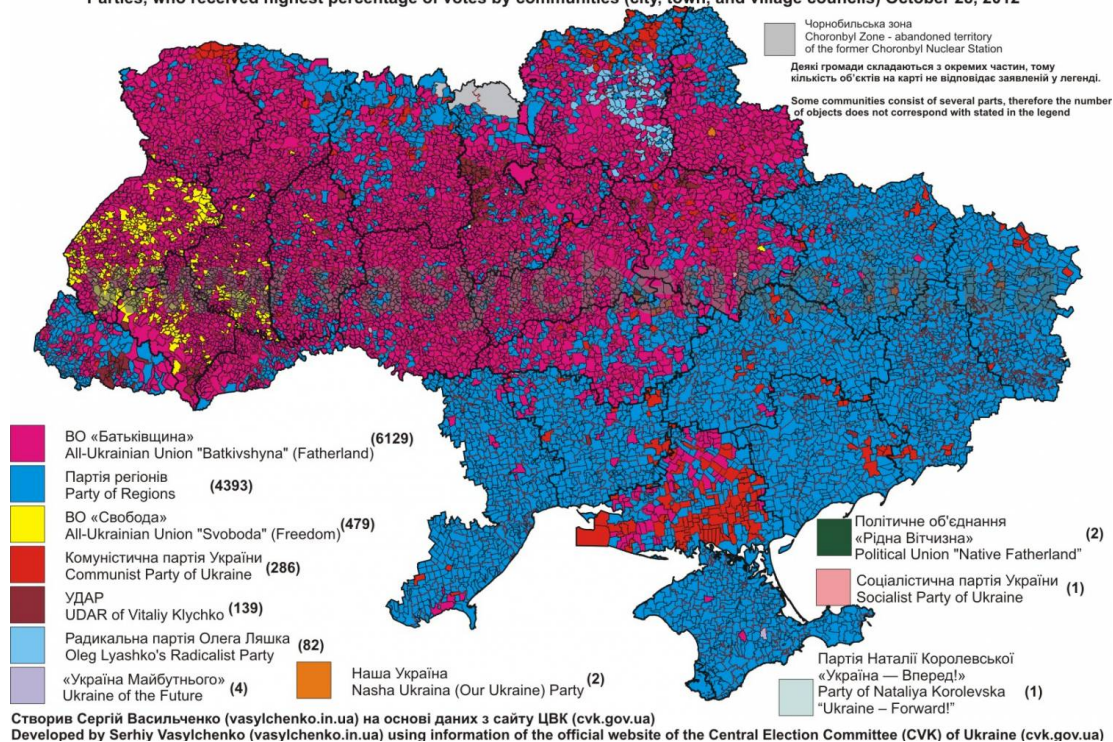 Parties, who received highest percentage of votes by communities (city, town, and village councils) October 28, 2012
Чорнобильська зона
Choronbyl Zone - abandoned territory
of the former Choronbyl Nuclear Station
Деякі громади складаються з окремих частин, тому
кількість об'єктів на карті не відповідає заявленій у легенді.
Some communities consist of several parts, therefore the number
of objects does not correspond with stated in the legend
ВО «Батьківщина»
All-Ukrainian Union "Batkivshyna" (Fatherland) (6129)
Партія регіонів
Party of Regions (4393)
ВО «Свобода»
All-Ukrainian Union "Svoboda" (Freedom) (479)
Комуністична партія України
Communist Party of Ukraine (286)
УДАР
UDAR of Vitaliy Klychko (139)
Радикальна партія Олега Ляшка
Oleg Lyashko's Radicalist Party (82)
«Україна Майбутнього»
Ukraine of the Future (4)
Наша Україна
Nasha Ukraina (Our Ukraine) Party (2)
Політичне об'єднання
«Рідна Вітчизна» (2)
Political Union "Native Fatherland”
Соціалістична партія України
Socialist Party of Ukraine (1)
Партія Наталії Королевської
«Україна — Вперед!»
Party of Nataliya Korolevska (1)
“Ukraine – Forward!”
Створив Сергій Васильченко (vasylchenko.in.ua) на основі даних з сайту ЦВК (cvk.gov.ua)
Developed by Serhiy Vasylchenko (vasylchenko.in.ua) using information of the official website of the Central Election Committee (CVK) of Ukraine (cvk.gov.ua)